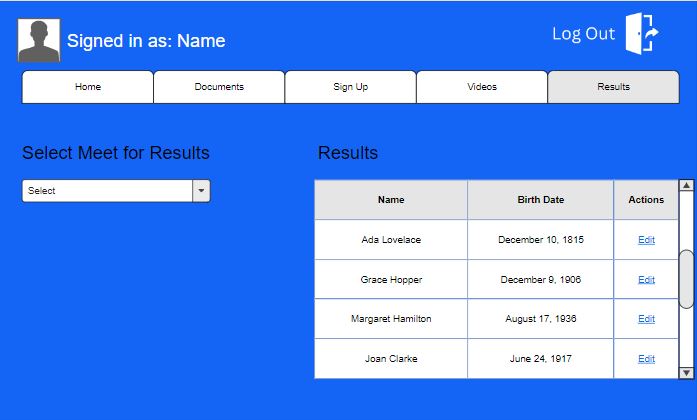 Signed in as: Name
Log Out
Home Documents Sign Up Videos Results
Select Meet for Results
Select
Results
Name Birth Date Actions
Ada Lovelace December 10, 1815 Edit
Grace Hopper December 9, 1906 Edit
Margaret Hamilton August 17, 1936 Edit
Joan Clarke June 24, 1917 Edit